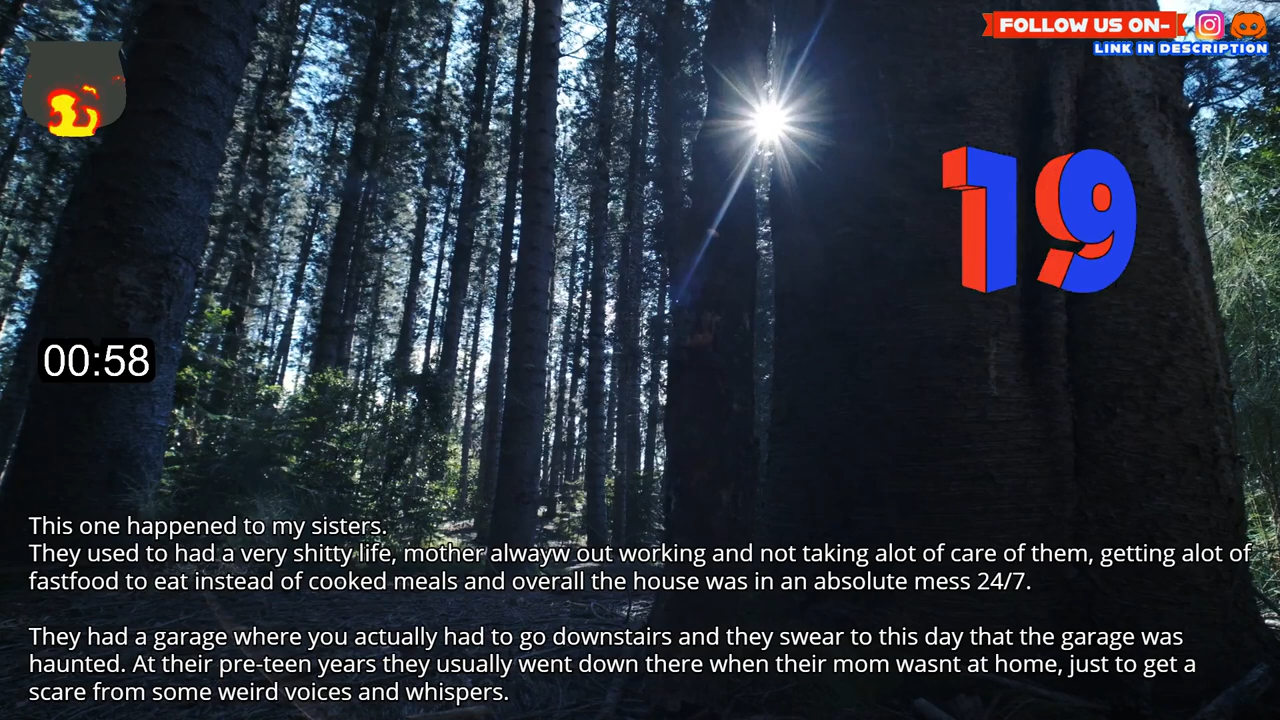 FOLLOW US ON-
LINK IN DESCRIPTION
19
00:58
This one happened to my sisters.
They used to had a very shitty life, mother alwayw out working and not taking alot of care of them, getting alot of
fastfood to eat instead of cooked meals and overall the house was in an absolute mess 24/7.
They had a garage where you actually had to go downstairs and they swear to this day that the garage was
haunted. At their pre-teen years they usually went down there when their mom wasnt at home, just to get a
scare from some weird voices and whispers.